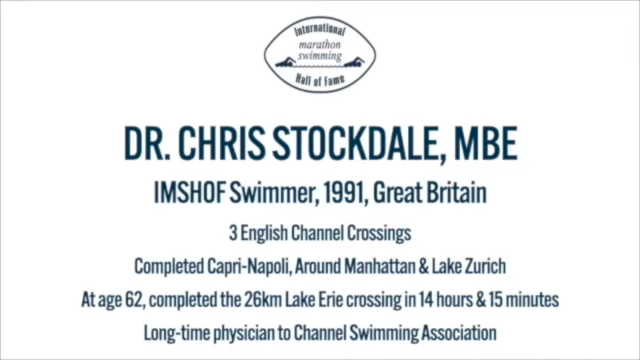 International
marathon
swimming
Hall of Fame
DR. CHRIS STOCKDALE, MBE
IMSHOF Swimmer, 1991, Great Britain
3 English Channel Crossings
Completed Capri-Napoli, Around Manhattan & Lake Zurich
At age 62, completed the 26km Lake Erie crossing in 14 hours & 15 minutes
Long-time physician to Channel Swimming Association